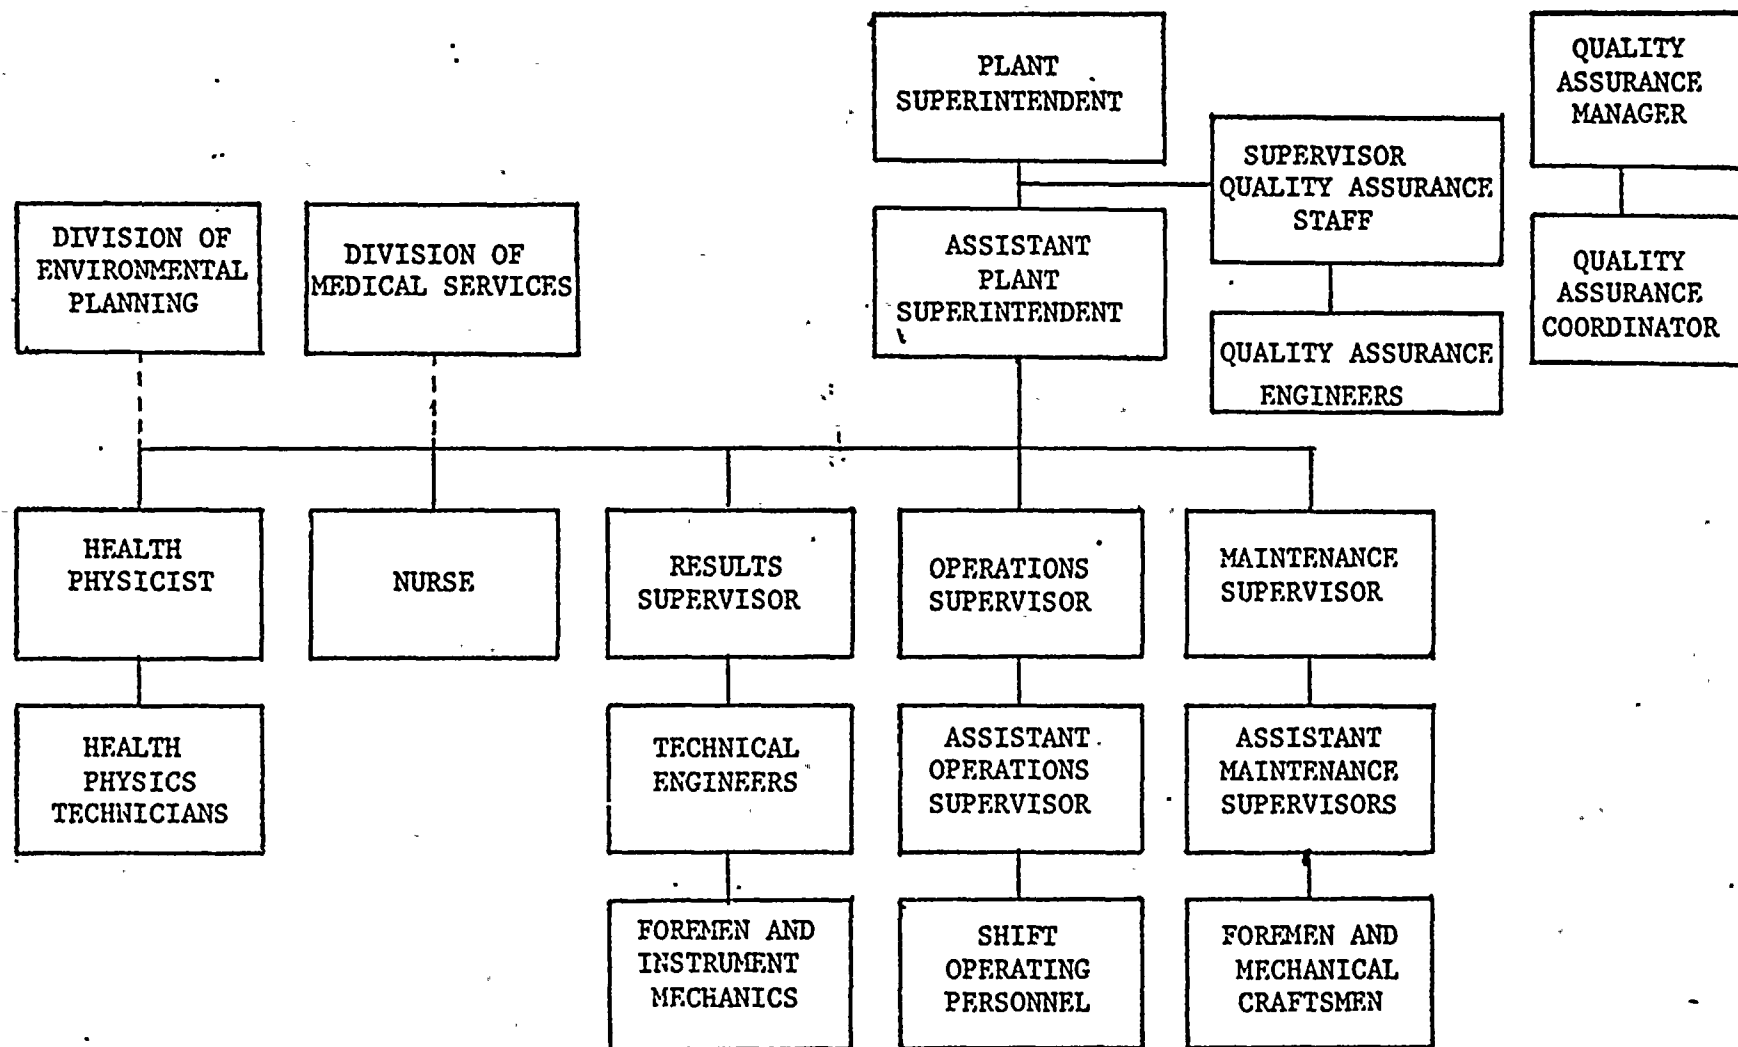 PLANT
SUPERINTENDENT
QUALITY
ASSURANCE
MANAGER
SUPERVISOR
QUALITY ASSURANCE
STAFF
DIVISION OF
ENVIRONMENTAL
PLANNING
DIVISION OF
MEDICAL SERVICES
ASSISTANT
PLANT
SUPERINTENDENT
QUALITY
ASSURANCE
COORDINATOR
QUALITY ASSURANCE
ENGINEERS
HEALTH
PHYSICIST
NURSE
RESULTS
SUPERVISOR
OPERATIONS
SUPERVISOR
MAINTENANCE
SUPERVISOR
HEALTH
PHYSICS
TECHNICIANS
TECHNICAL
ENGINEERS
ASSISTANT
OPERATIONS
SUPERVISOR
ASSISTANT
MAINTENANCE
SUPERVISORS
FOREMEN AND
INSTRUMENT
MECHANICS
SHIFT
OPERATING
PERSONNEL
FOREMEN AND
MECHANICAL
CRAFTSMEN